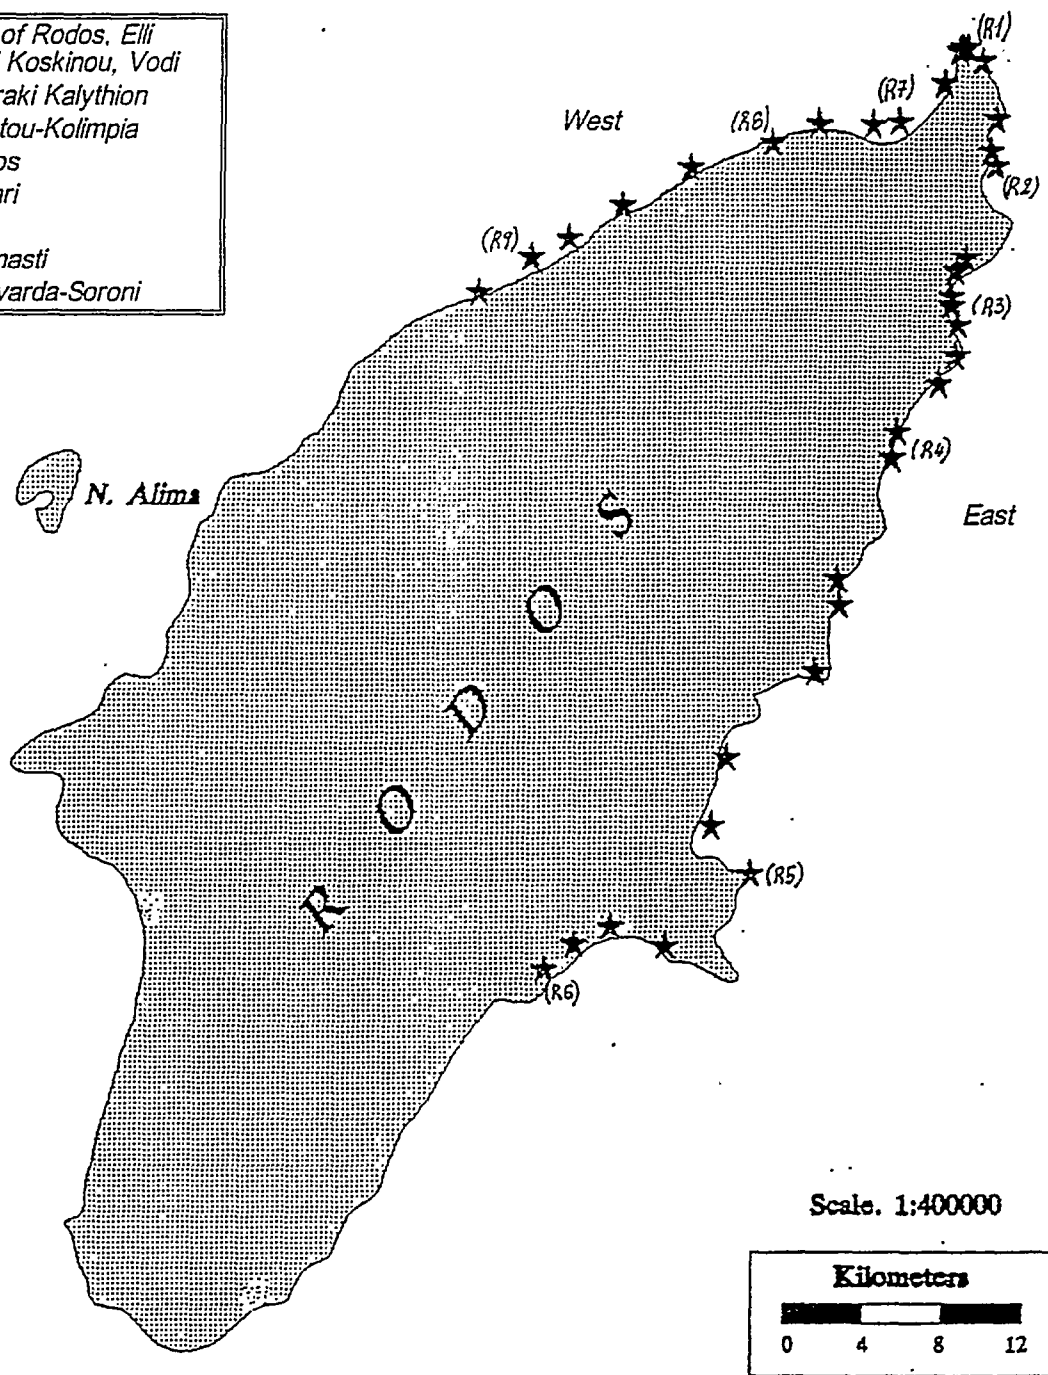 of Rodos, Elli
Koskinou, Vodi
raki Kalythion
tou-Kolimpia
os
ari
masti
varda-Soroni
(R1)
West
(R7)
(R8)
(R2)
(R9)
(R3)
(R4)
N. Alima
East
R O D O S
(R5)
(R6)
Scale. 1:400000
Kilometers
0 4 8 12